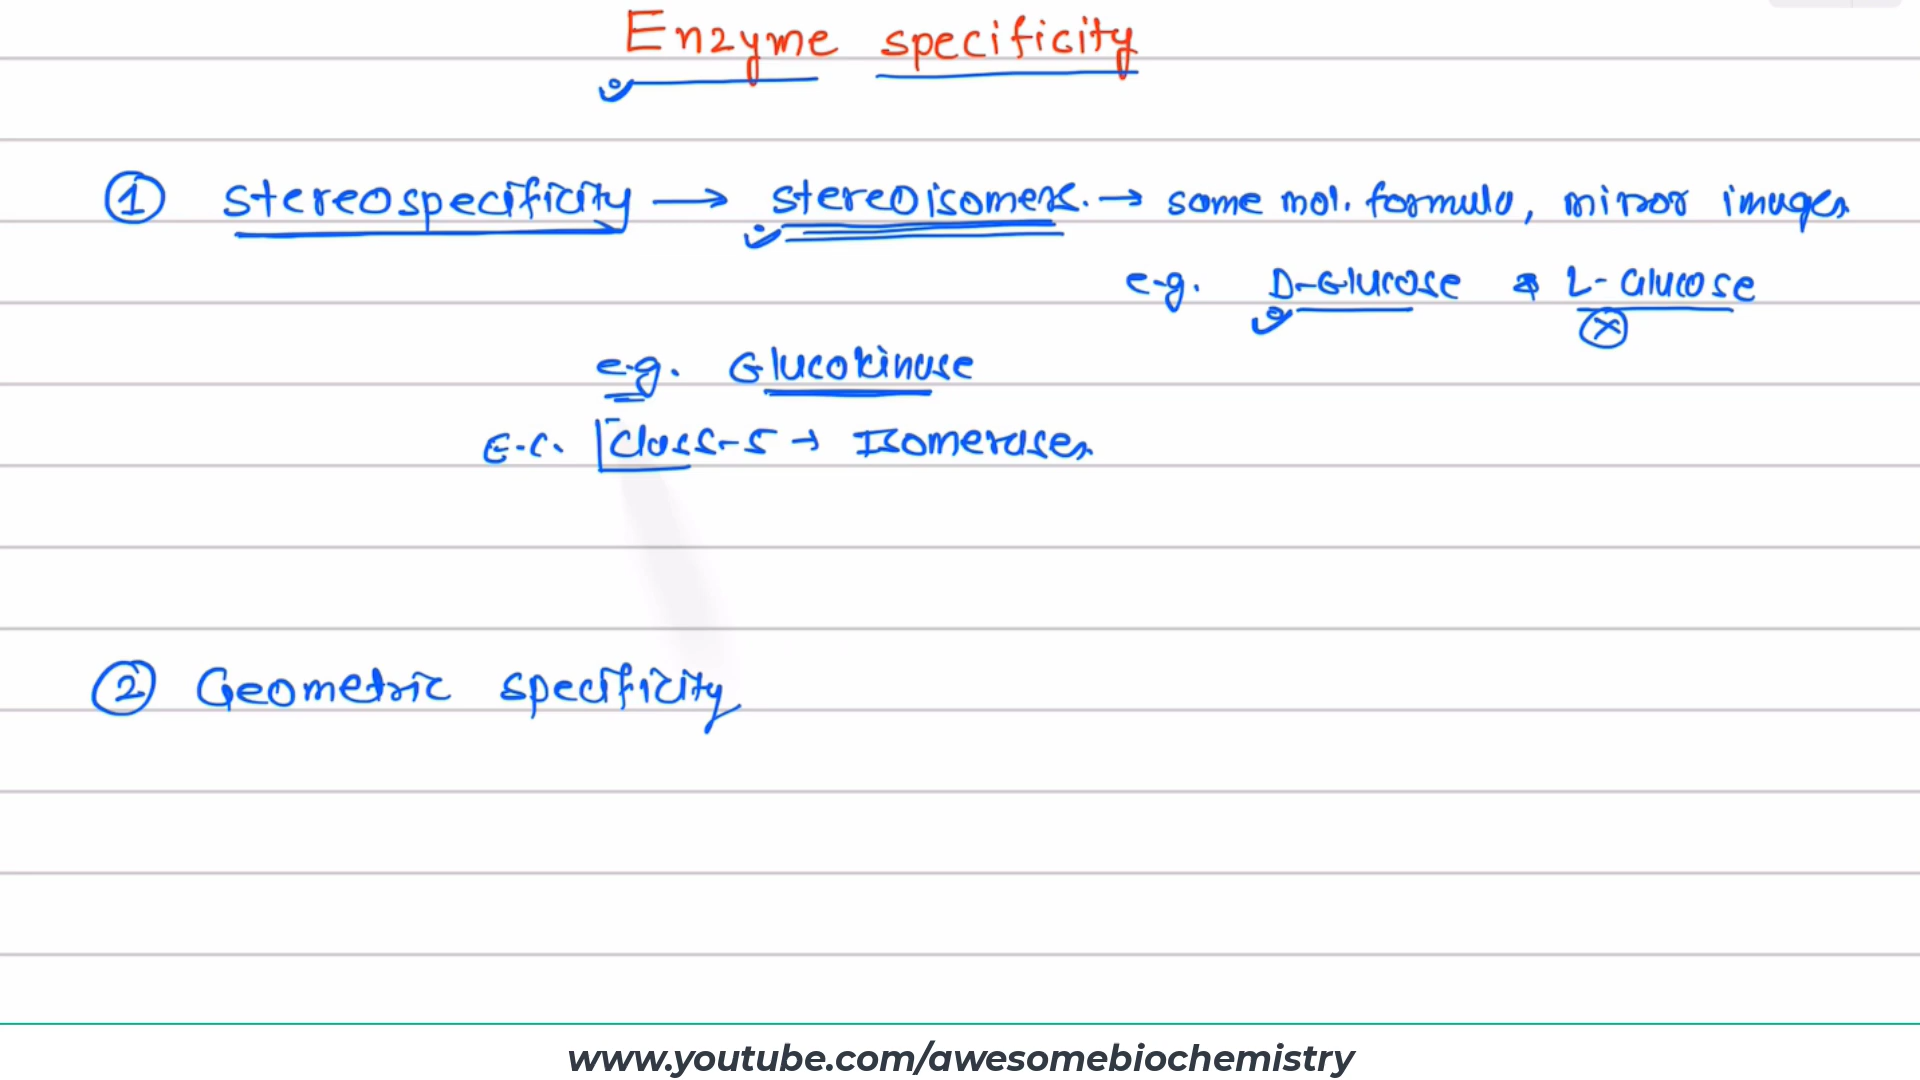 Enzyme specificity
① stereospecificity → stereoisomers. → same mol. formula, mirror images
e.g. D-Glucose & L-Glucose
e.g. Glucokinase
E.C. Class-5 → Isomerases
② Geometric specificity
www.youtube.com/awesomebiochemistry